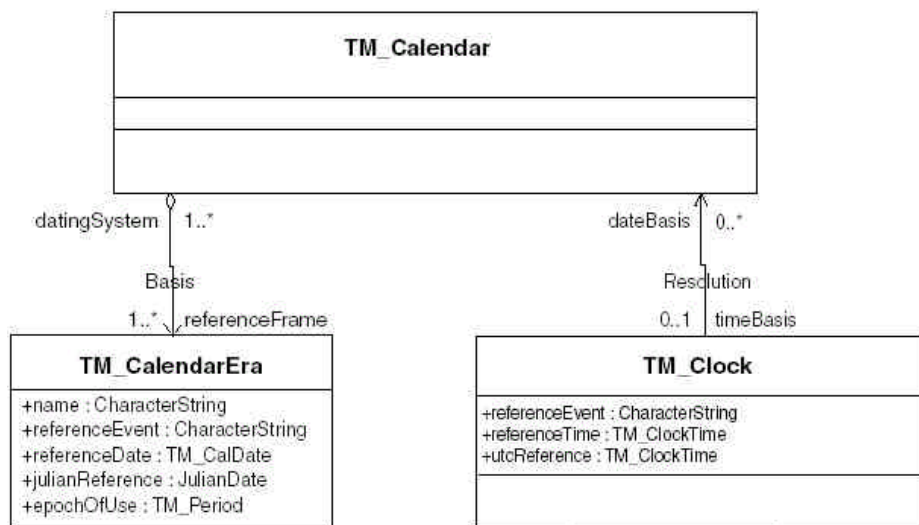 TM_Calendar
datingSystem 1..*
dateBasis 0..*
Basis
Resolution
1..* referenceFrame
0..1 timeBasis
TM_CalendarEra
+name : CharacterString
+referenceEvent : CharacterString
+referenceDate : TM_CalDate
+julianReference : JulianDate
+epochOfUse : TM_Period
TM_Clock
+referenceEvent : CharacterString
+referenceTime : TM_ClockTime
+utcReference : TM_ClockTime